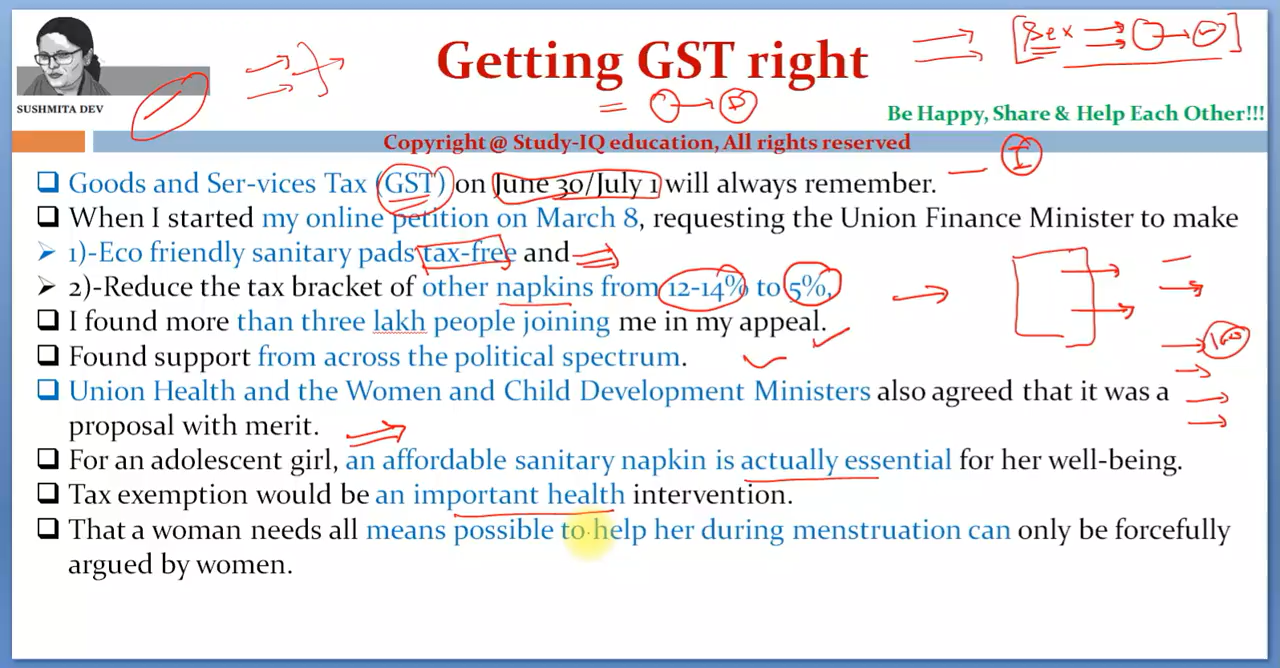 SUSHMITA DEV
Getting GST right
[Sex
Be Happy, Share & Help Each Other!!!
Copyright @ Study-IQ education, All rights reserved
I
❑ Goods and Ser-vices Tax (GST) on June 30/July 1 will always remember.
❑ When I started my online petition on March 8, requesting the Union Finance Minister to make
➢ 1)-Eco friendly sanitary pads tax-free and
➢ 2)-Reduce the tax bracket of other napkins from 12-14% to 5%,
❑ I found more than three lakh people joining me in my appeal.
❑ Found support from across the political spectrum.
❑ Union Health and the Women and Child Development Ministers also agreed that it was a
proposal with merit.
❑ For an adolescent girl, an affordable sanitary napkin is actually essential for her well-being.
❑ Tax exemption would be an important health intervention.
❑ That a woman needs all means possible to help her during menstruation can only be forcefully
argued by women.